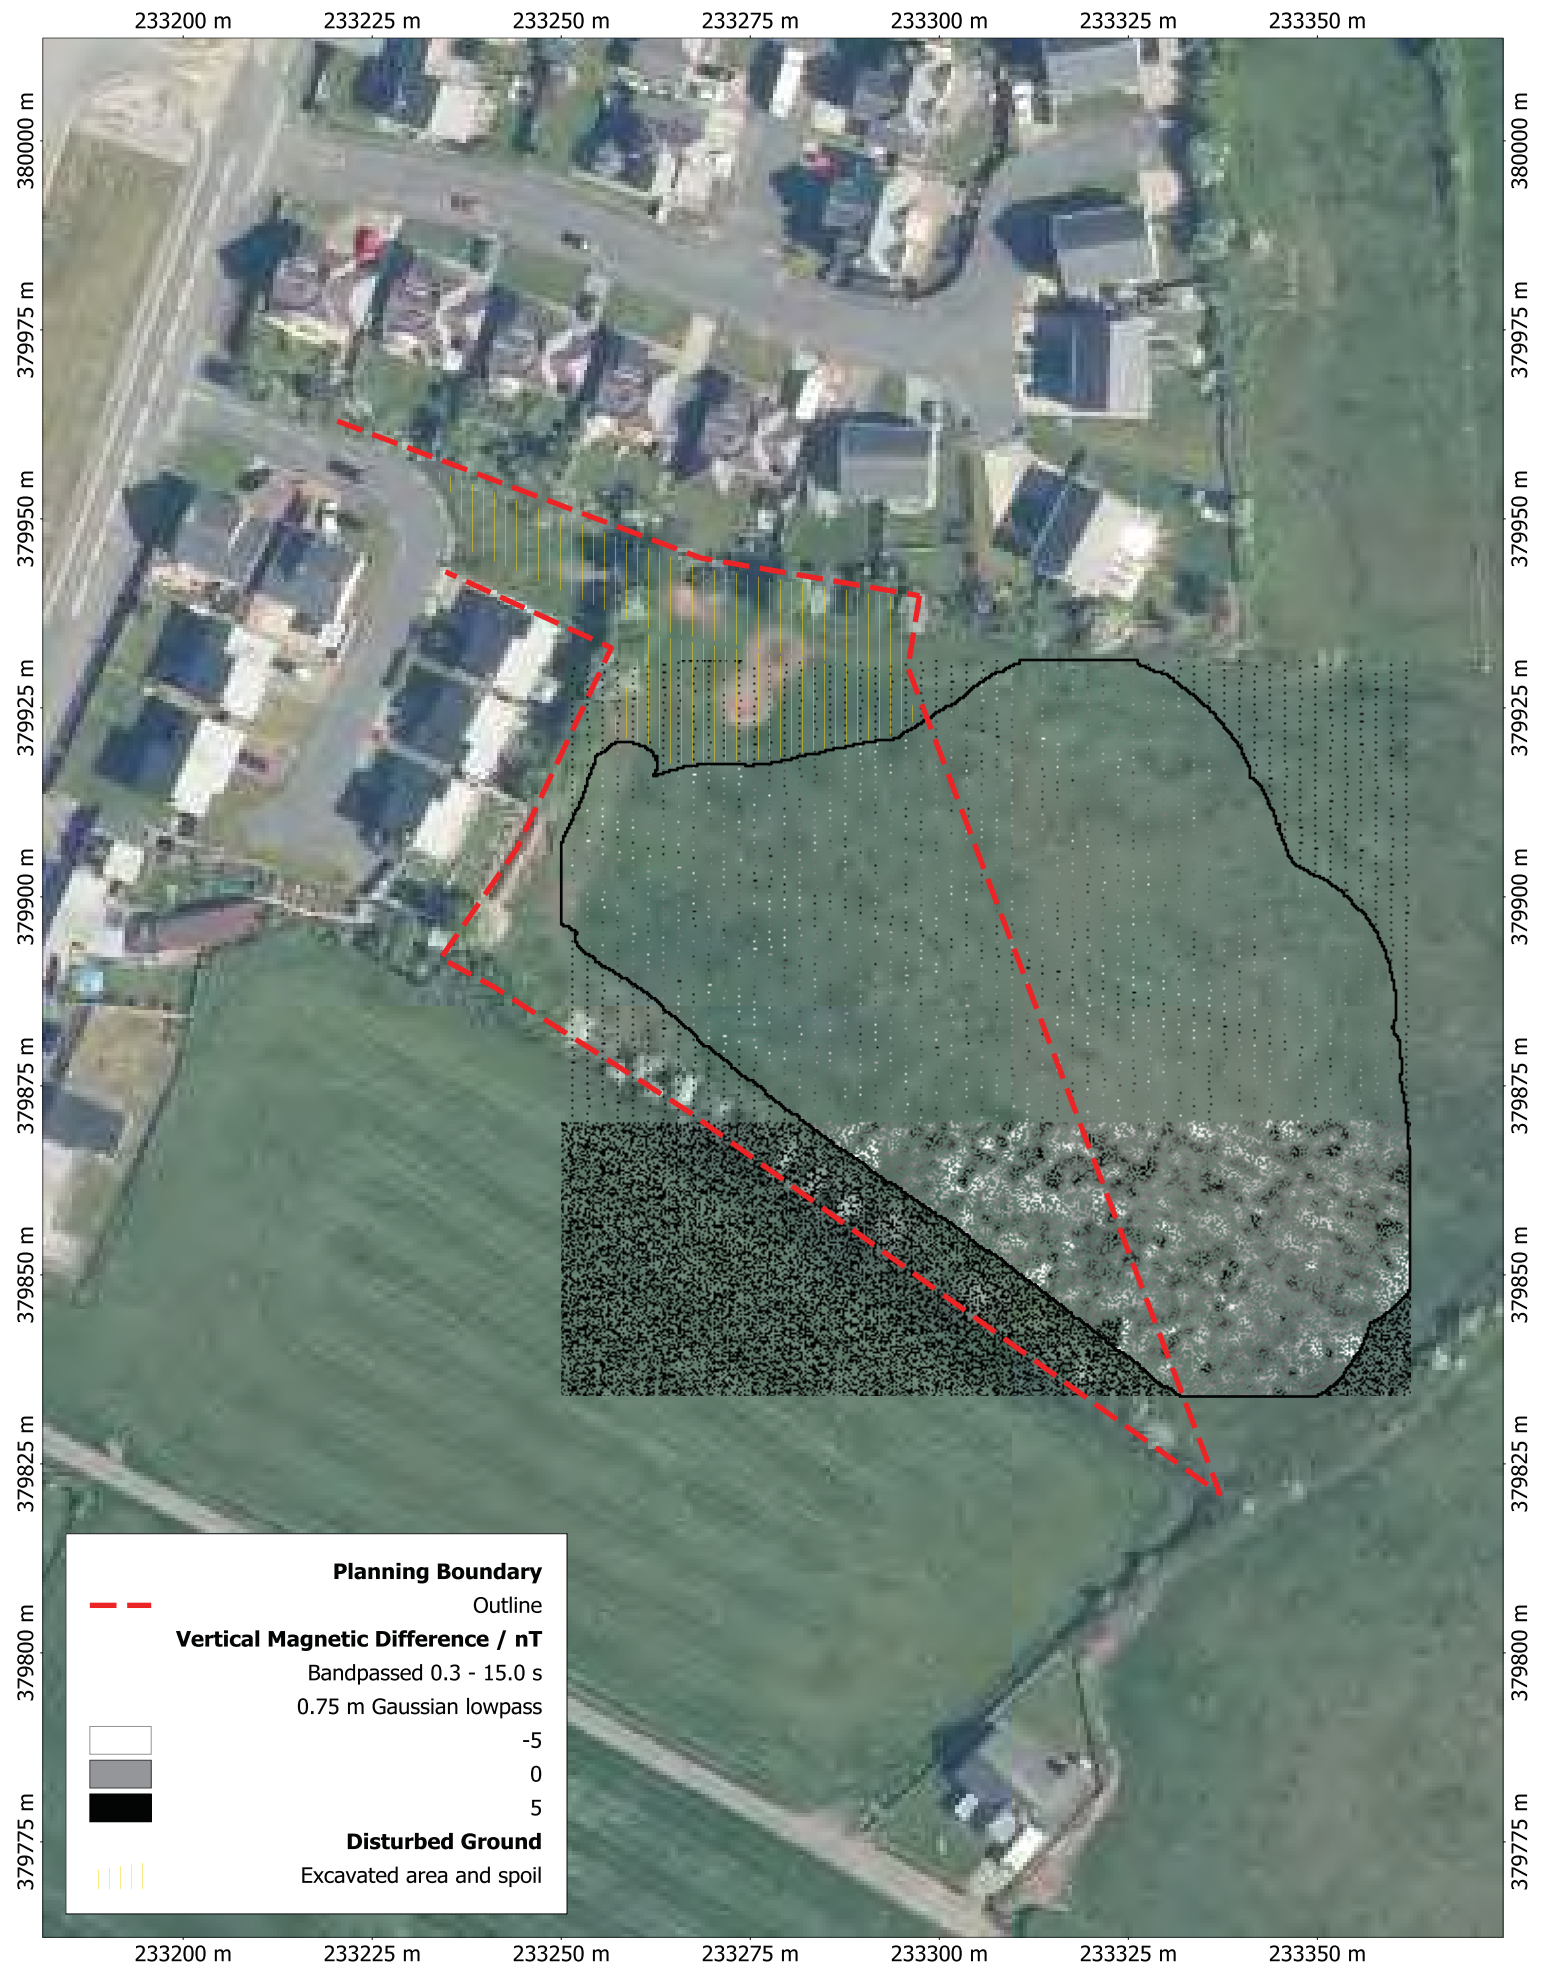 233200 m 233225 m 233250 m 233275 m 233300 m 233325 m 233350 m
380000 m 380000 m
379975 m 379975 m
379950 m 379950 m
379925 m 379925 m
379900 m 379900 m
379875 m 379875 m
379850 m 379850 m
379825 m 379825 m
379800 m 379800 m
379775 m 379775 m
Planning Boundary
Outline
Vertical Magnetic Difference / nT
Bandpassed 0.3 - 15.0 s
0.75 m Gaussian lowpass
-5
0
5
Disturbed Ground
Excavated area and spoil
233200 m 233225 m 233250 m 233275 m 233300 m 233325 m 233350 m